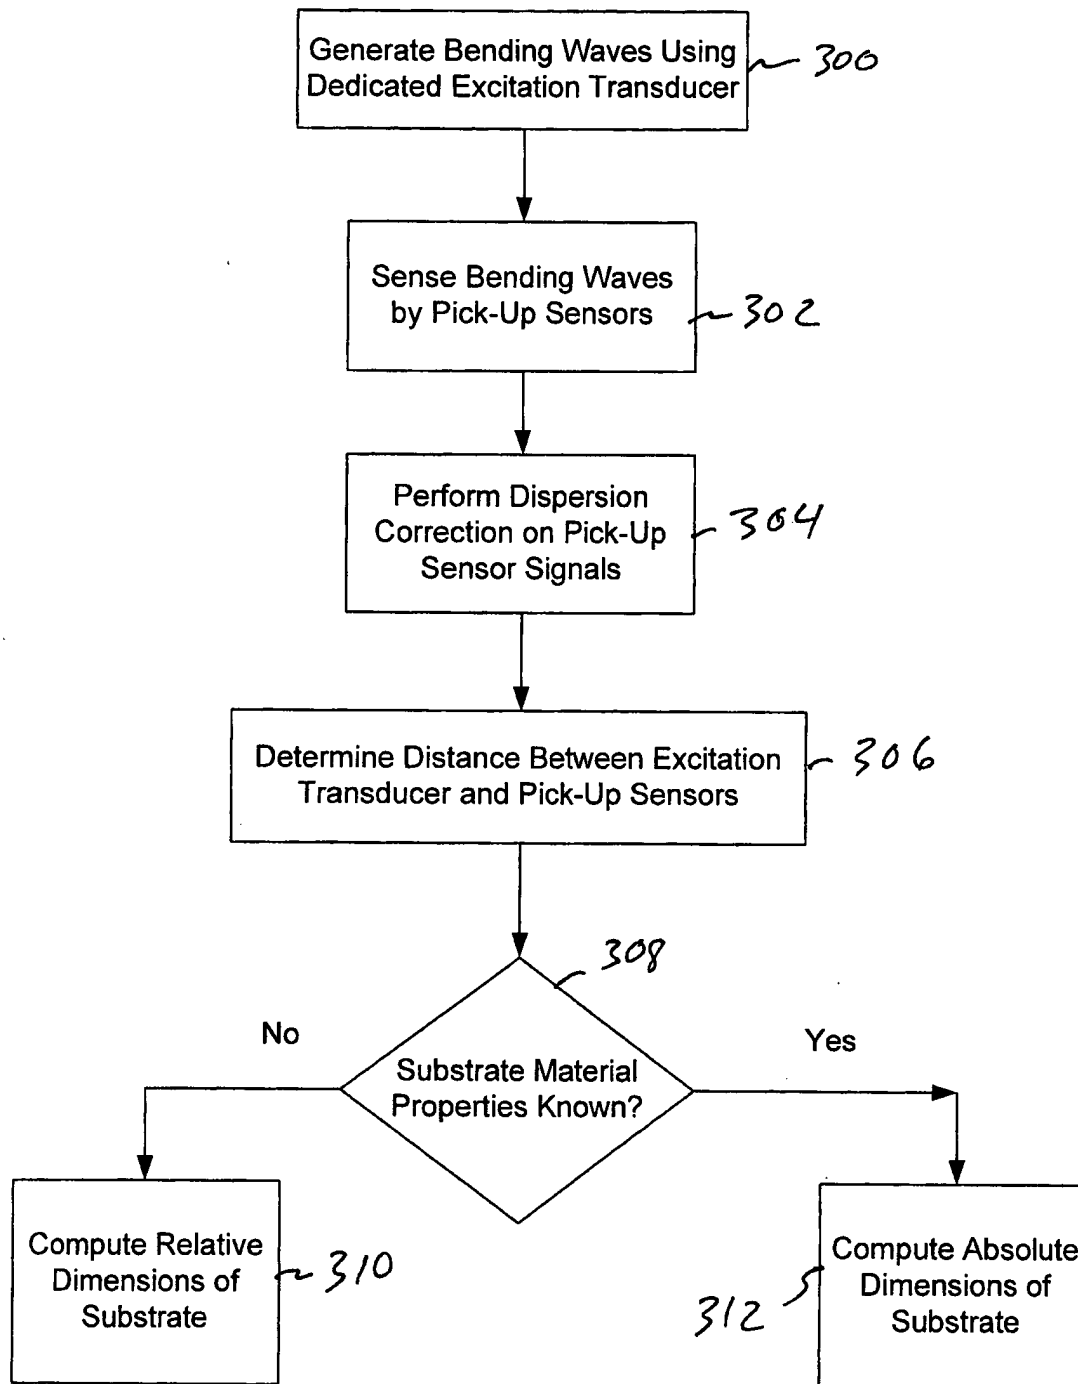 Generate Bending Waves Using
Dedicated Excitation Transducer
300
Sense Bending Waves
by Pick-Up Sensors
302
Perform Dispersion
Correction on Pick-Up
Sensor Signals
304
Determine Distance Between Excitation
Transducer and Pick-Up Sensors
306
308
No
Yes
Substrate Material
Properties Known?
Compute Relative
Dimensions of
Substrate
310
Compute Absolute
Dimensions of
Substrate
312